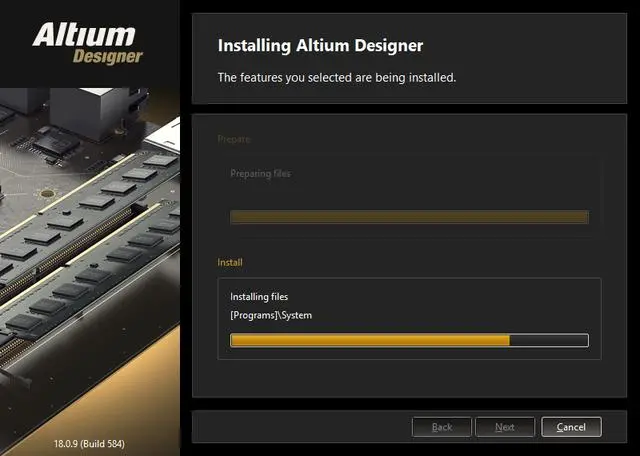 Altium
Designer
Installing Altium Designer
The features you selected are being installed.
Prepare
Preparing files
Install
Installing files
[Programs]\System
18.0.9 (Build 584)
Back
Next
Cancel